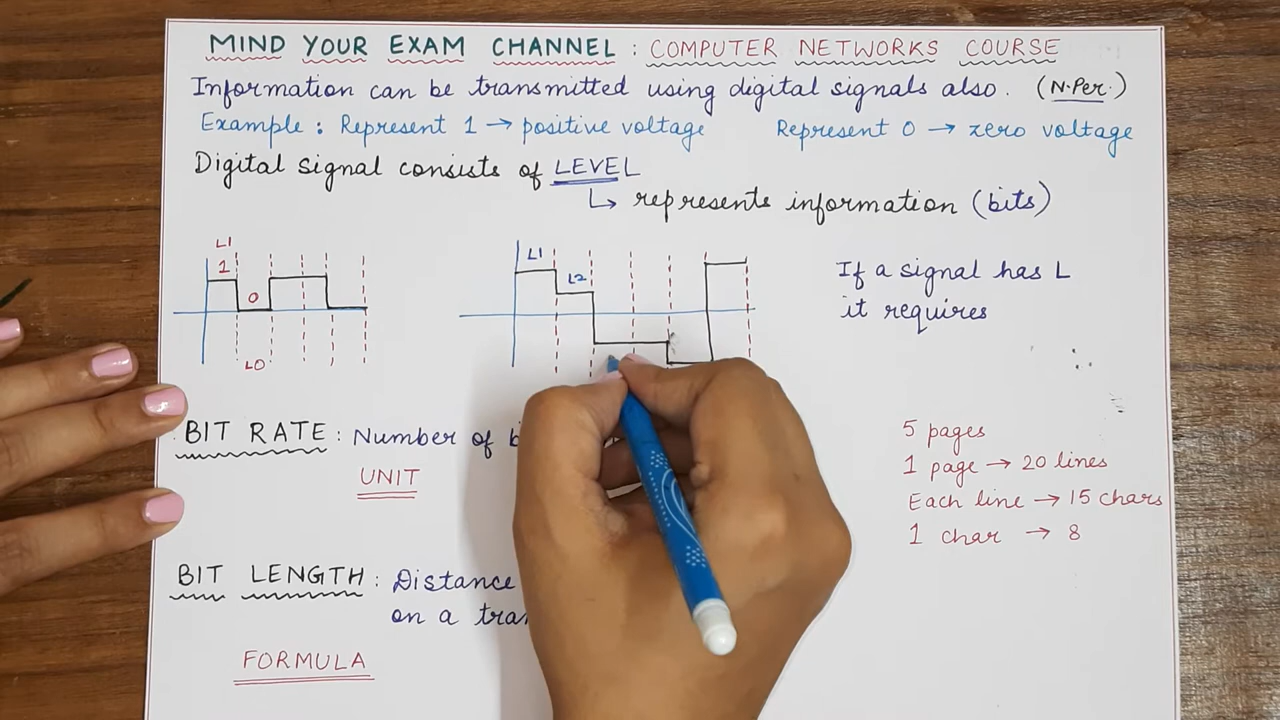 MIND YOUR EXAM CHANNEL : COMPUTER NETWORKS COURSE
Information can be transmitted using digital signals also. (N.Per.)
Example : Represent 1 → positive voltage Represent 0 → zero voltage
Digital signal consists of LEVEL
↳ represents information (bits)
L1
1
0
L0
L1
L2
If a signal has L
it requires
BIT RATE : Number of
UNIT
5 pages
1 page → 20 lines
Each line → 15 chars
1 char → 8
BIT LENGTH : Distance
on a
FORMULA